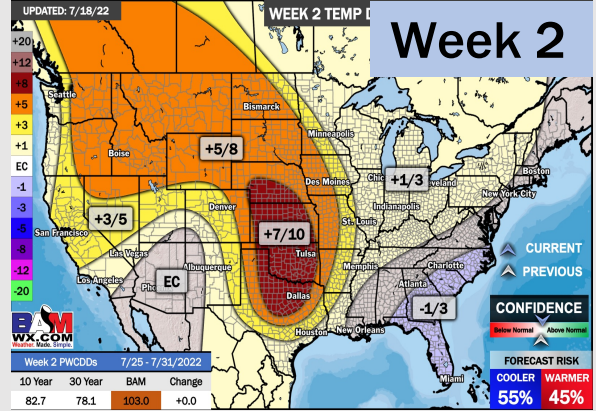 UPDATED: 7/18/22
WEEK 2 TEMP D
Week 2
+20
+12
+8
+5
+3
+1
EC
-1
-3
-5
-8
-12
-20
Seattle
Bismarck
Minneapolis
Boise
+5/8
Boston
Chic
+1/3
veland
Des Moines
New York City
Indianapolis
+3/5
Denver
+7/10
St. Louis
San Francisco
Las Vegas
Tulsa
CURRENT
Albuquerque
Memphis
Charlotte
PREVIOUS
Los Angeles
Ph
EC
Atlanta
Dallas
-1/3
CONFIDENCE
Houston
New Orleans
Below Normal
Above Normal
BAM
WX.COM
Weather. Made. Simple.
Miami
Week 2 PWCDDs 7/25 - 7/31/2022
10 Year 30 Year BAM Change
82.7 78.1 103.0 +0.0
FORECAST RISK
COOLER WARMER
55% 45%